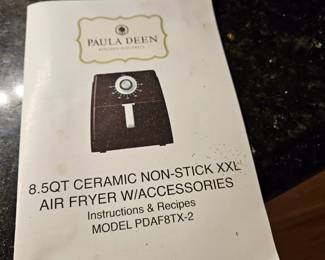 PAULA DEEN
8.5QT CERAMIC NON-STICK XXL
AIR FRYER W/ACCESSORIES
Instructions & Recipes
MODEL PDAF8TX-2